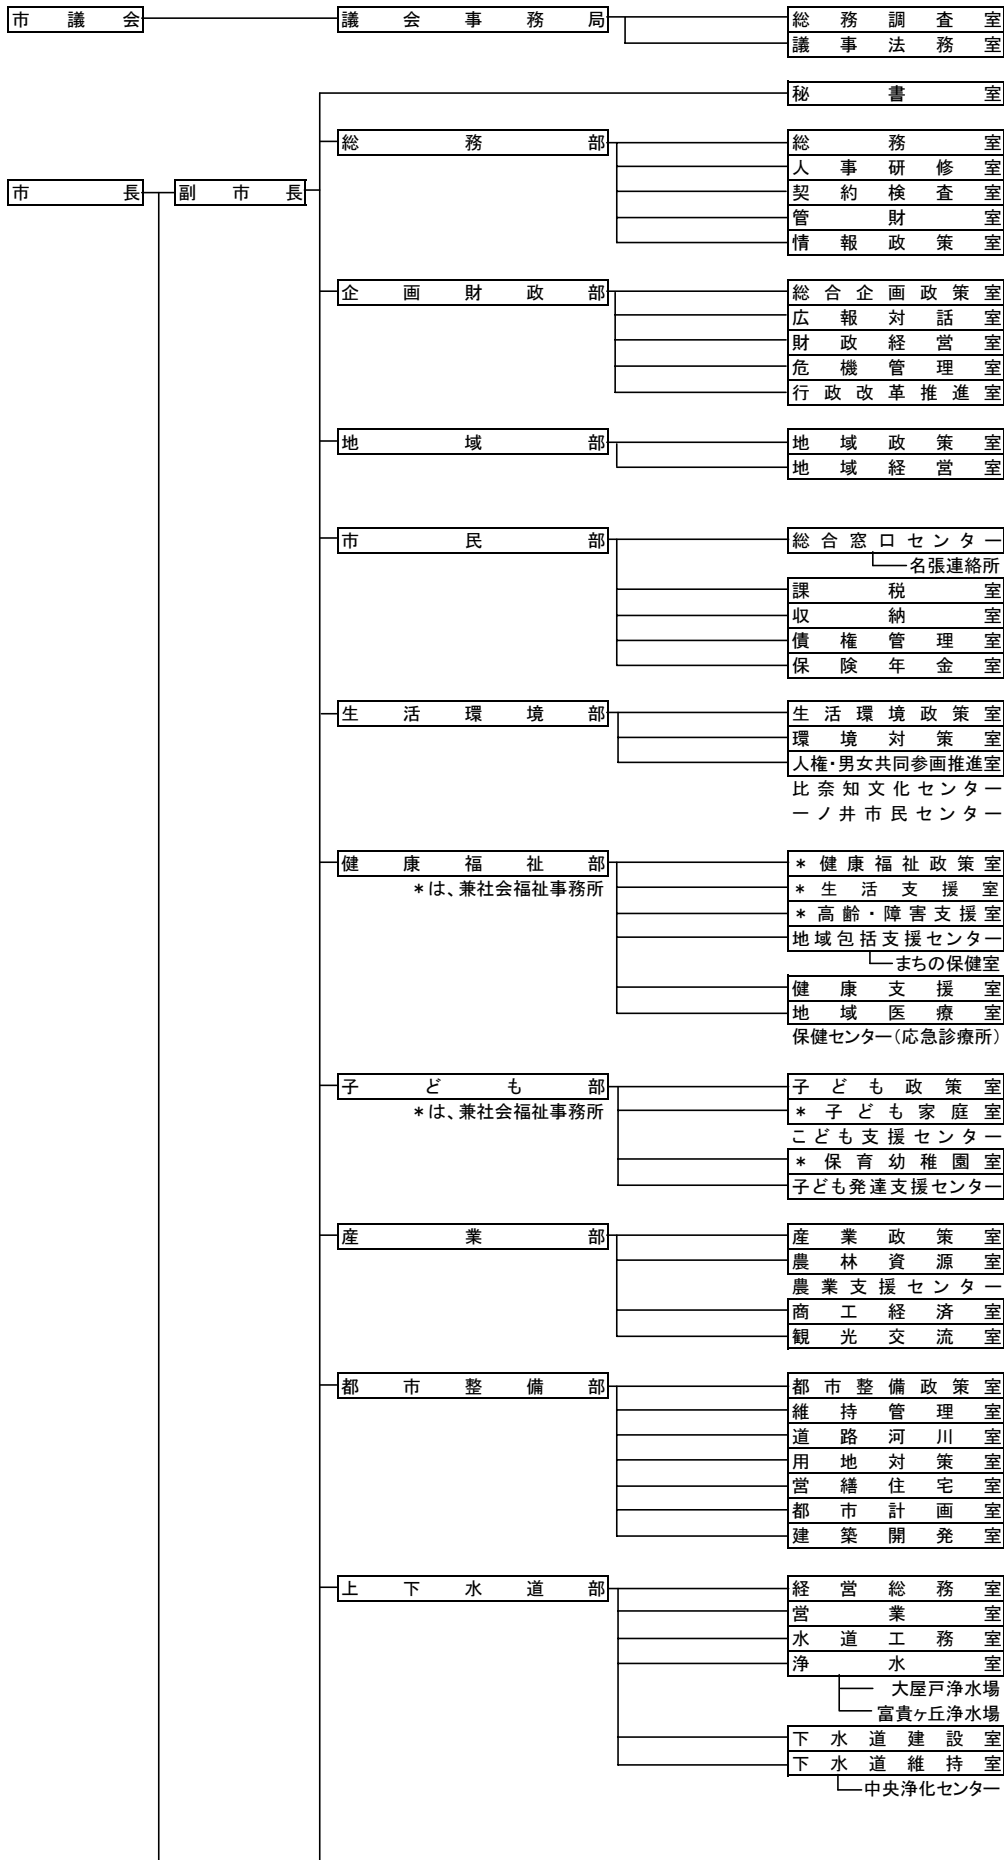 市議会 議会事務局 総務調査室
議事法務室
秘書室
総務部 総務室
人事研修室
市長 副市長 契約検査室
管財室
情報政策室
企画財政部 総合企画政策室
広報対話室
財政経営室
危機管理室
行政改革推進室
地域部 地域政策室
地域経営室
市民部 総合窓口センター
名張連絡所
課税室
収納室
債権管理室
保険年金室
生活環境部 生活環境政策室
環境対策室
人権・男女共同参画推進室
比奈知文化センター
一ノ井市民センター
健康福祉部 *健康福祉政策室
*は、兼社会福祉事務所 *生活支援室
*高齢・障害支援室
地域包括支援センター
まちの保健室
健康支援室
地域医療室
保健センター(応急診療所)
子ども部 子ども政策室
*は、兼社会福祉事務所 *子ども家庭室
こども支援センター
*保育幼稚園室
子ども発達支援センター
産業部 産業政策室
農林資源室
農業支援センター
商工経済室
観光交流室
都市整備部 都市整備政策室
維持管理室
道路河川室
用地対策室
営繕住宅室
都市計画室
建築開発室
上下水道部 経営総務室
営業室
水道工務室
浄水室
大屋戸浄水場
富貴ヶ丘浄水場
下水道建設室
下水道維持室
中央浄化センター